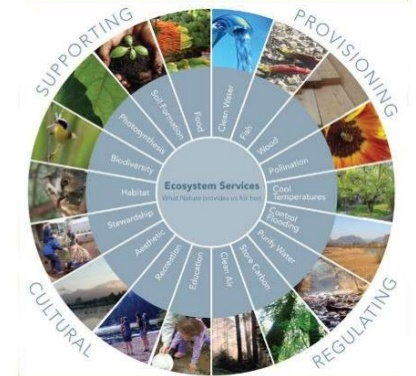 SUPPORTING
PROVISIONING
REGULATING
CULTURAL
Ecosystem Services
What Nature provides us for free
Clean Water
Fish
Wood
Pollination
Cool
Temperatures
Control
Flooding
Purify Water
Store Carbon
Clean Air
Education
Recreation
Aesthetic
Stewardship
Habitat
Biodiversity
Photosynthesis
Soil Formation
Food